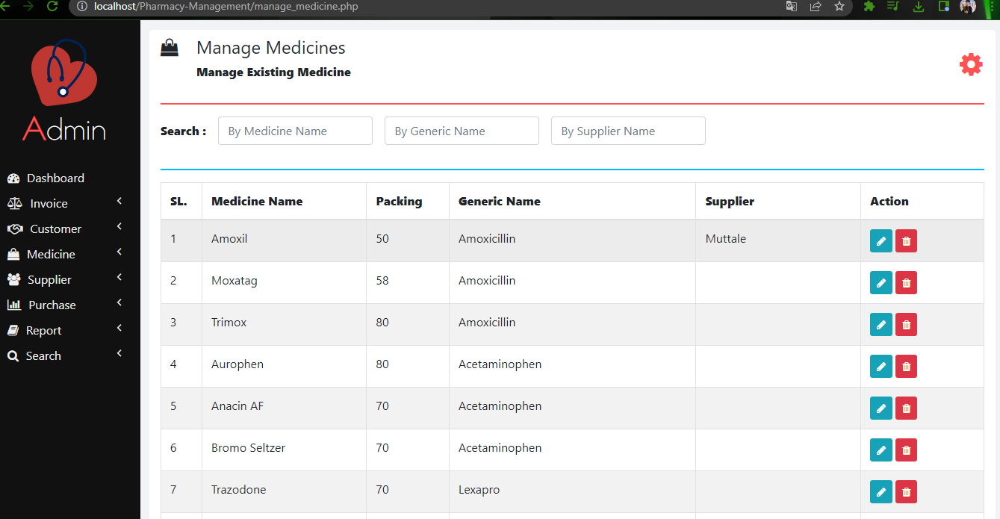 localhost/Pharmacy-Management/manage_medicine.php
Admin
Dashboard
Invoice
Customer
Medicine
Supplier
Purchase
Report
Search
Manage Medicines
Manage Existing Medicine
Search : By Medicine Name By Generic Name By Supplier Name
SL. Medicine Name Packing Generic Name Supplier Action
1 Amoxil 50 Amoxicillin Muttale
2 Moxatag 58 Amoxicillin
3 Trimox 80 Amoxicillin
4 Aurophen 80 Acetaminophen
5 Anacin AF 70 Acetaminophen
6 Bromo Seltzer 70 Acetaminophen
7 Trazodone 70 Lexapro